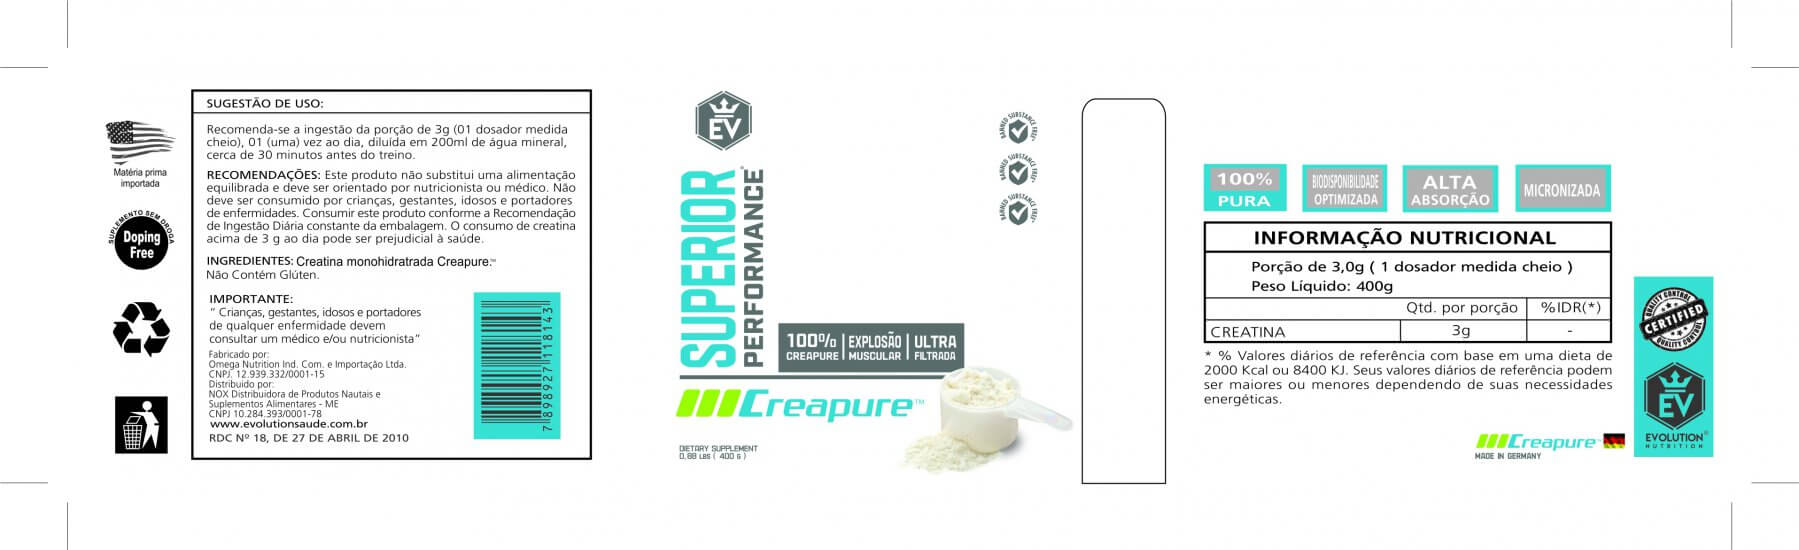 Matéria prima
importada
SUPLEMENTO SEM DROGA
Doping
Free
SUGESTÃO DE USO:
Recomenda-se a ingestão da porção de 3g (01 dosador medida
cheio), 01 (uma) vez ao dia, diluída em 200ml de água mineral,
cerca de 30 minutos antes do treino.
RECOMENDAÇÕES: Este produto não substitui uma alimentação
equilibrada e deve ser orientado por nutricionista ou médico. Não
deve ser consumido por crianças, gestantes, idosos e portadores
de enfermidades. Consumir este produto conforme a Recomendação
de Ingestão Diária constante da embalagem. O consumo de creatina
acima de 3 g ao dia pode ser prejudicial à saúde.
INGREDIENTES: Creatina monohidratrada Creapure.™
Não Contém Glúten.
IMPORTANTE:
“ Crianças, gestantes, idosos e portadores
de qualquer enfermidade devem
consultar um médico e/ou nutricionista”
Fabricado por:
Omega Nutrition Ind. Com. e Importação Ltda.
CNPJ. 12.939.332/0001-15
Distribuido por:
NOX Distribuidora de Produtos Nautais e
Suplementos Alimentares - ME
CNPJ 10.284.393/0001-78
www.evolutionsaude.com.br
RDC Nº 18, DE 27 DE ABRIL DE 2010
7 898927 118143
EV
SUPERIOR
PERFORMANCE®
BANNED SUBSTANCE FREE*
BANNED SUBSTANCE FREE*
BANNED SUBSTANCE FREE*
100% CREAPURE
EXPLOSÃO MUSCULAR
ULTRA FILTRADA
Creapure™
DIETARY SUPPLEMENT
0,88 LBS ( 400 G )
100%
PURA
BIODISPONIBILIDADE
OPTIMIZADA
ALTA
ABSORÇÃO
MICRONIZADA
INFORMAÇÃO NUTRICIONAL
Porção de 3,0g ( 1 dosador medida cheio )
Peso Líquido: 400g
Qtd. por porção %IDR(*)
CREATINA 3g -
* % Valores diários de referência com base em uma dieta de
2000 Kcal ou 8400 KJ. Seus valores diários de referência podem
ser maiores ou menores dependendo de suas necessidades
energéticas.
Creapure™
MADE IN GERMANY
QUALITY CONTROL
CERTIFIED
QUALITY CONTROL
EV
EVOLUTION®
NUTRITION